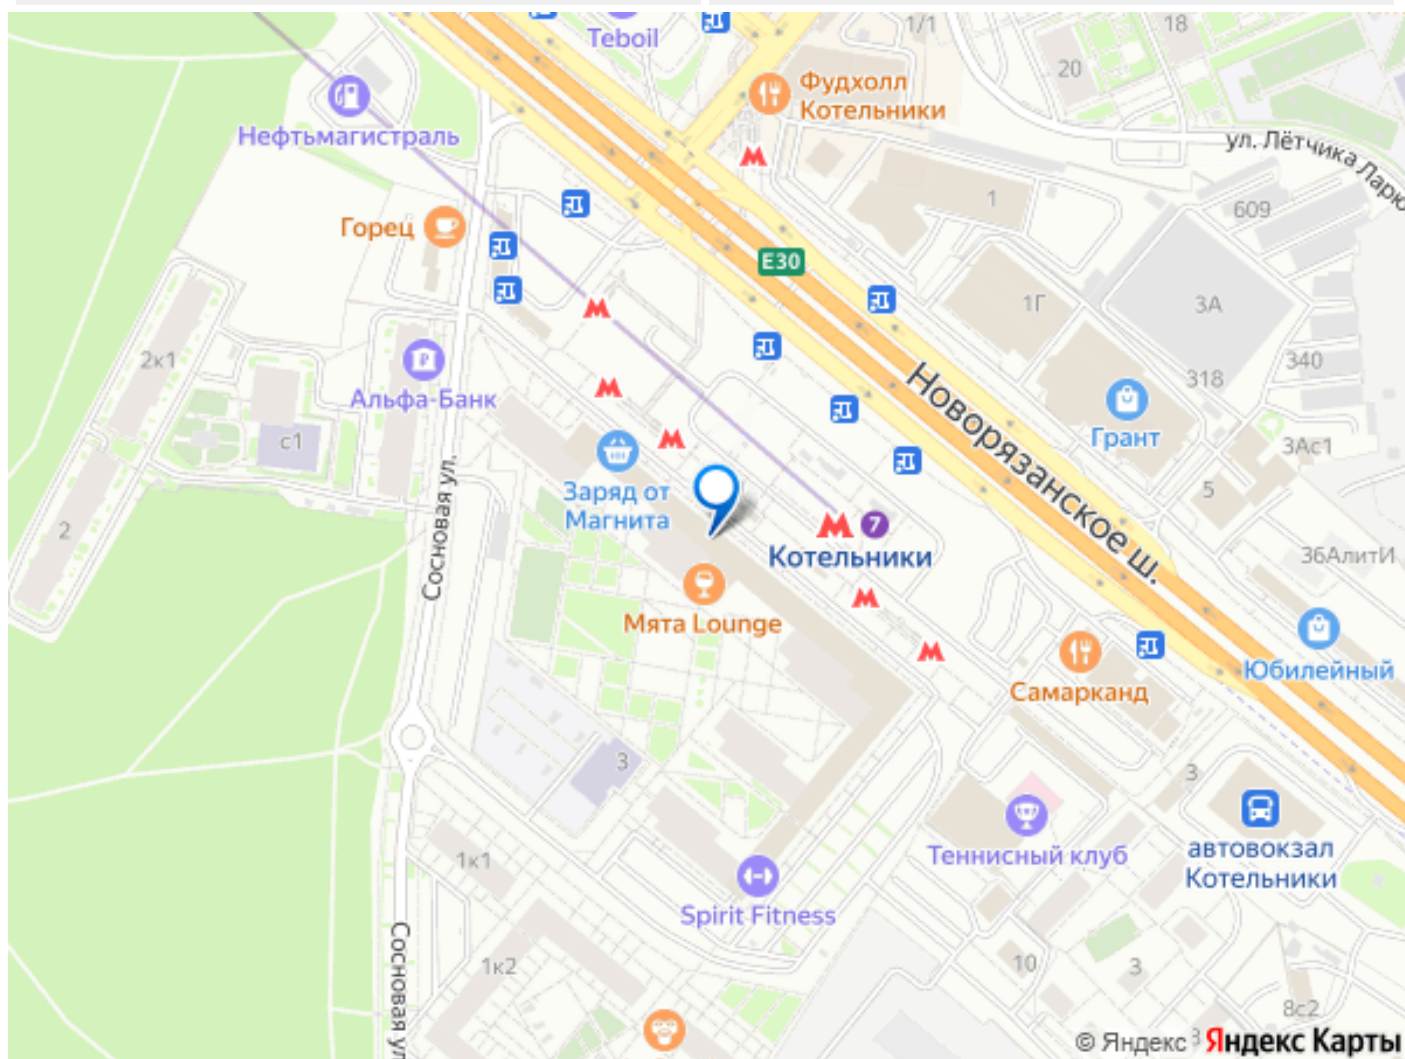 Teboil
1/1
18
20
Фудхолл
Котельники
Нефтьмагистраль
ул. Лётчика Ларю
Горец
1
609
E30
1Г
3А
2к1
340
318
Альфа-Банк
Новорязанское ш.
Грант
с1
3Ас1
Заряд от
Магнита
5
2
Сосновая ул.
7
Котельники
36АлитИ
Мята Lounge
Юбилейный
Самарканд
3
3
Теннисный клуб
автовокзал
Котельники
1к1
Spirit Fitness
Сосновая ул
1к2
10
3
8с2
© Яндекс
3
Яндекс Карты